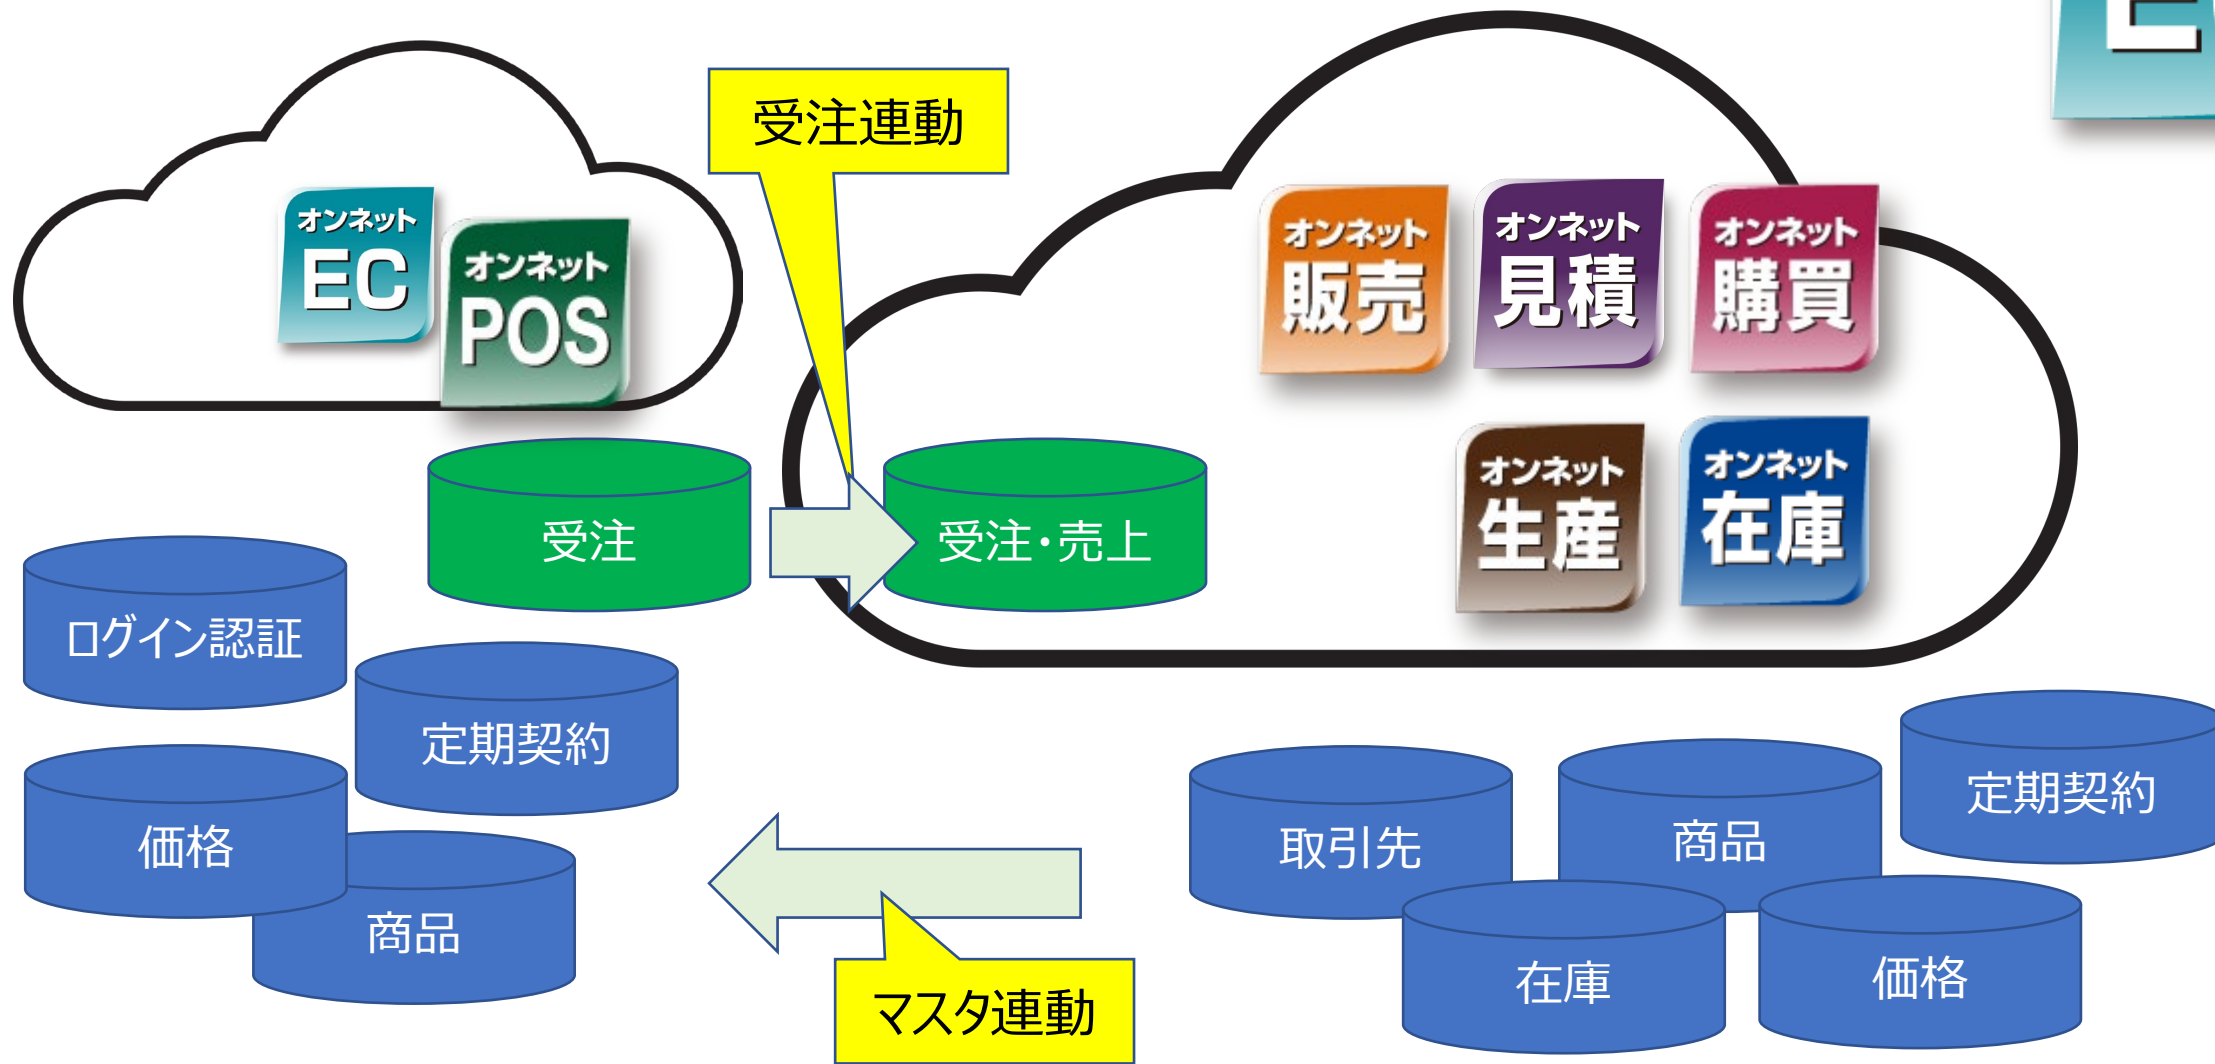 E
受注連動
オンネット
EC
オンネット
POS
オンネット
販売
オンネット
見積
オンネット
購買
オンネット
生産
オンネット
在庫
受注
受注・売上
ログイン認証
定期契約
価格
商品
取引先
商品
定期契約
在庫
価格
マスタ連動